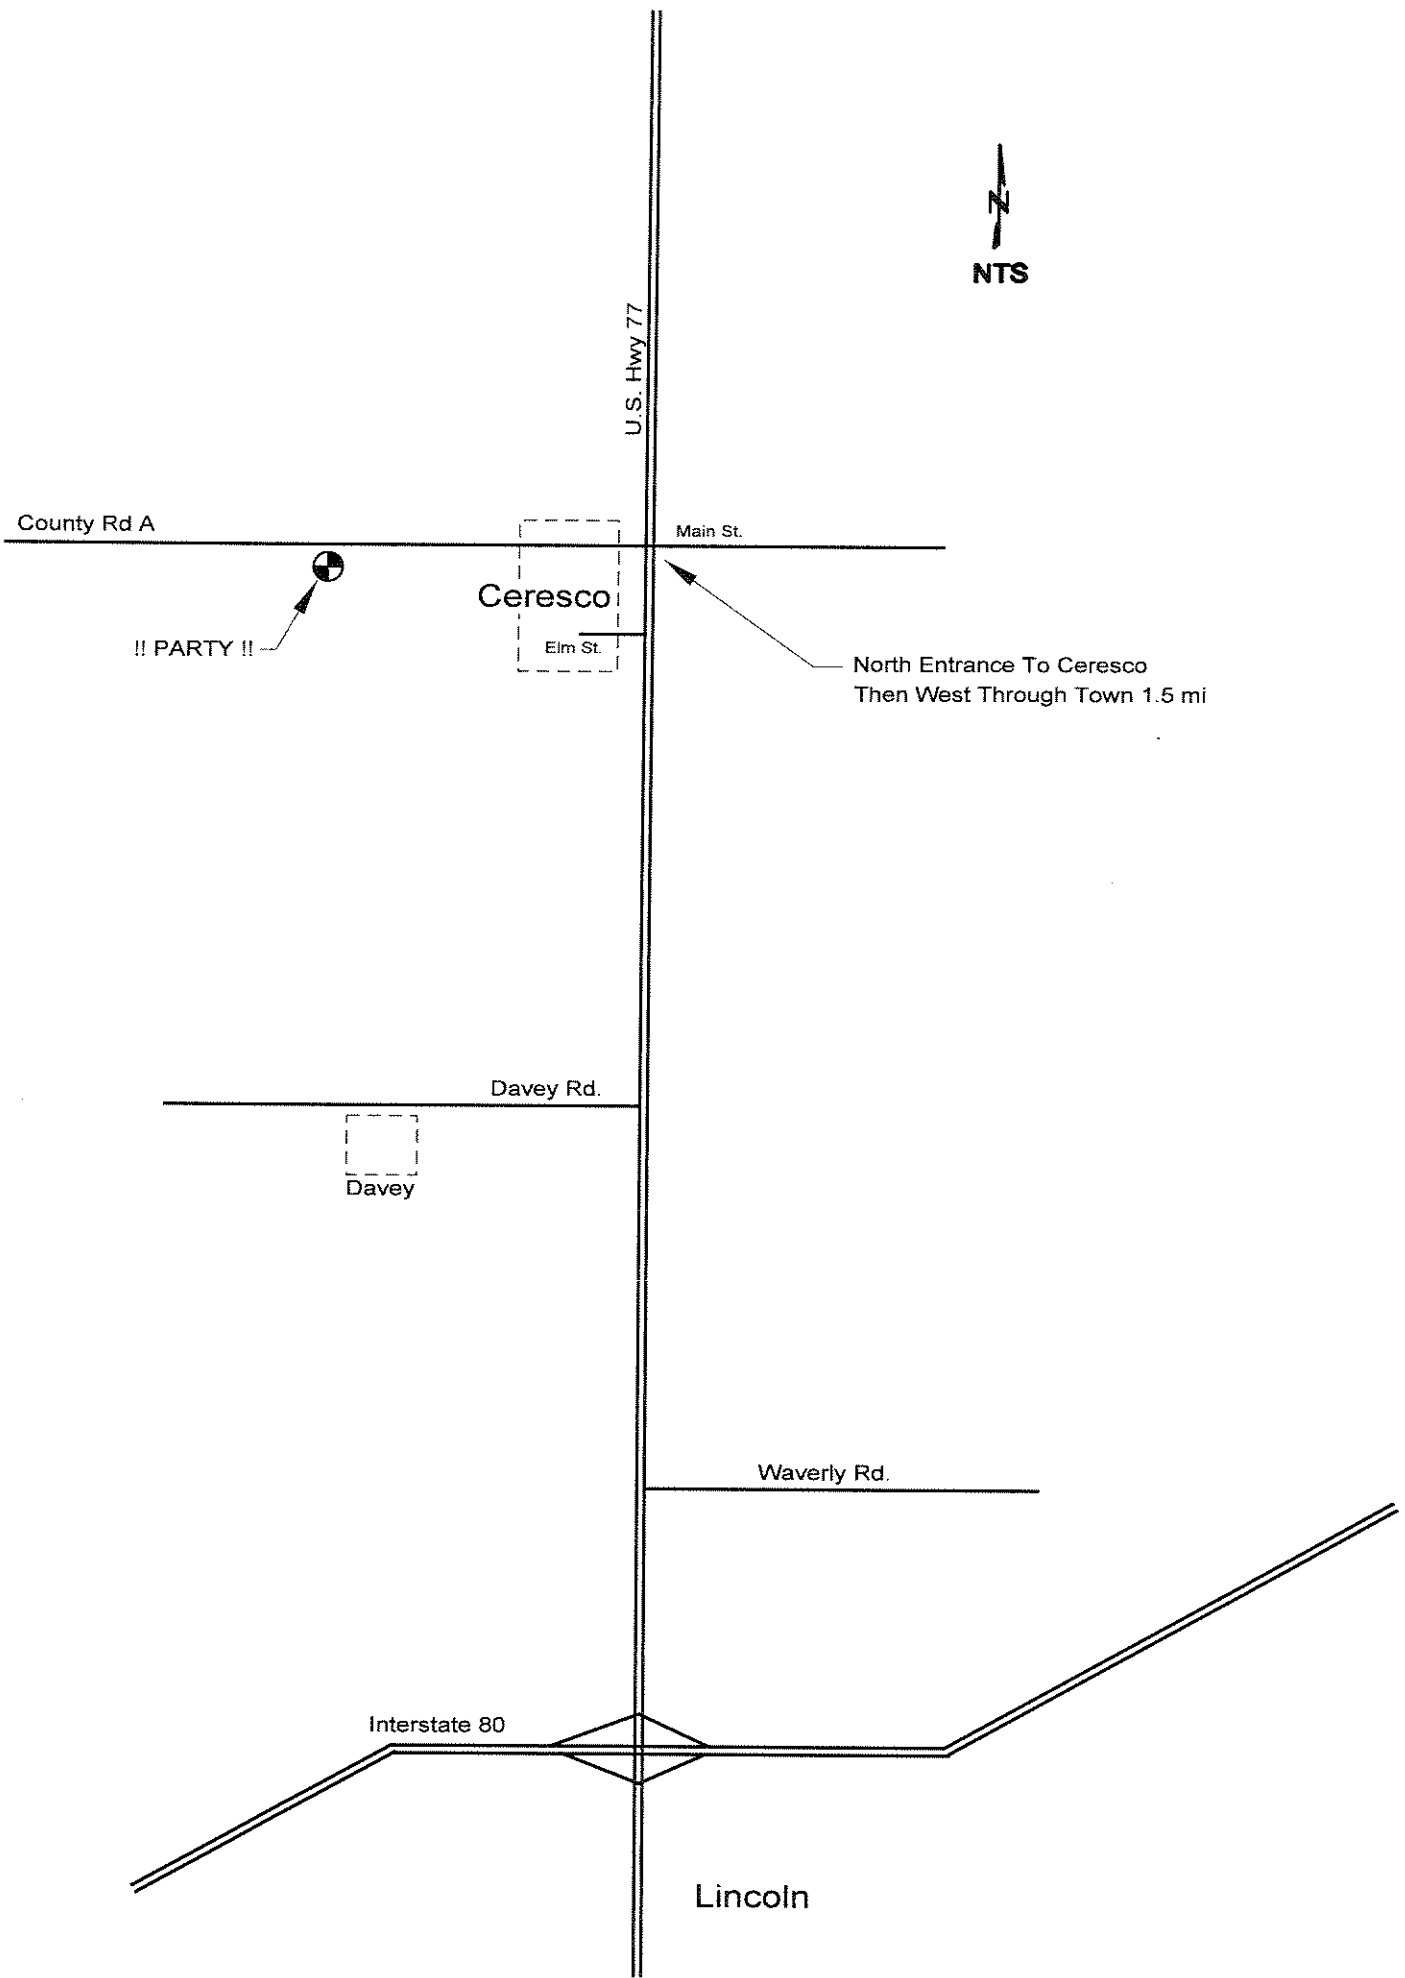 N
NTS
U.S. Hwy 77
County Rd A
Main St.
Ceresco
Elm St.
!! PARTY !!
North Entrance To Ceresco
Then West Through Town 1.5 mi
Davey Rd.
Davey
Waverly Rd.
Interstate 80
Lincoln